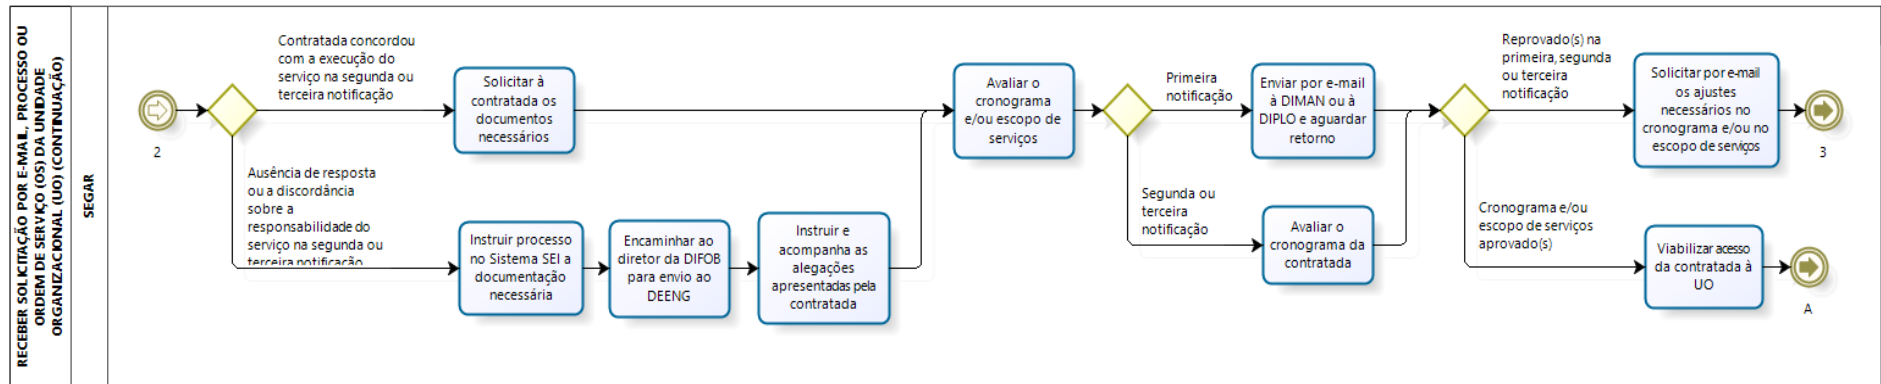 RECEBER SOLICITAÇÃO POR E-MAIL, PROCESSO OU
ORDEM DE SERVIÇO (OS) DA UNIDADE
ORGANIZACIONAL (UO) (CONTINUAÇÃO)
SEGAR
2
Contratada concordou
com a execução do
serviço na segunda ou
terceira notificação
Solicitar à
contratada os
documentos
necessários
Ausência de resposta
ou a discordância
sobre a
responsabilidade do
serviço na segunda ou
terceira notificação
Instruir processo
no Sistema SEI a
documentação
necessária
Encaminhar ao
diretor da DIFOB
para envio ao
DEENG
Instruir e
acompanha as
alegações
apresentadas pela
contratada
Avaliar o
cronograma
e/ou escopo de
serviços
Primeira
notificação
Enviar por e-mail
à DIMAN ou à
DIPLO e aguardar
retorno
Segunda ou
terceira
notificação
Avaliar o
cronograma da
contratada
Reprovado(s) na
primeira, segunda
ou terceira
notificação
Solicitar por e-mail
os ajustes
necessários no
cronograma e/ou no
escopo de serviços
3
Cronograma e/ou
escopo de serviços
aprovado(s)
Viabilizar acesso
da contratada à
UO
A